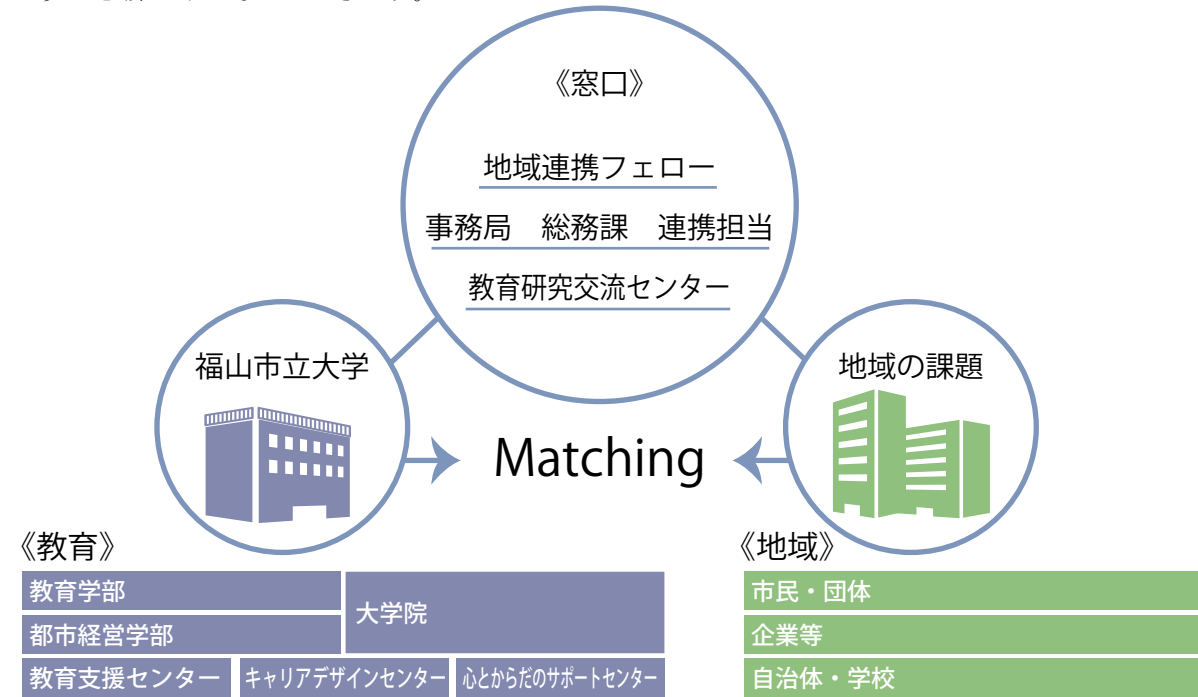 《窓口》
地域連携フェロー
事務局 総務課 連携担当
教育研究交流センター
福山市立大学
地域の課題
Matching
《教育》
教育学部
大学院
都市経営学部
教育支援センター
キャリアデザインセンター
心とからだのサポートセンター
《地域》
市民・団体
企業等
自治体・学校